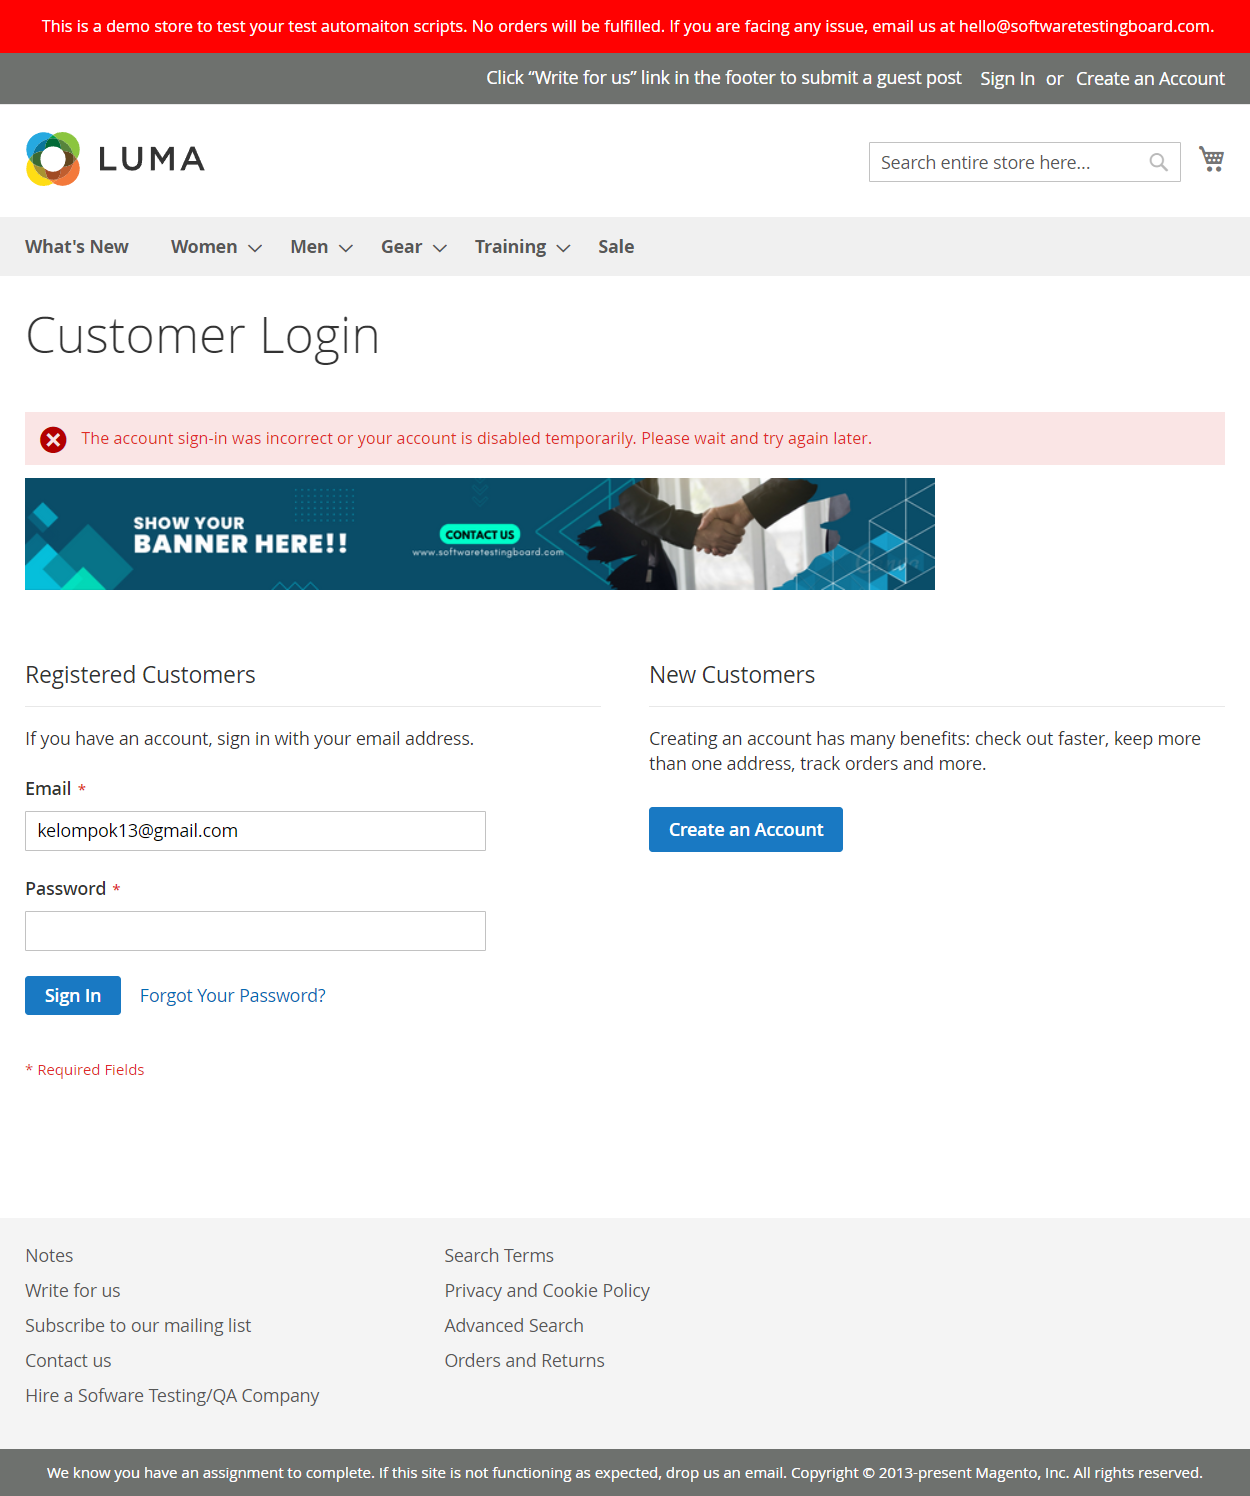 This is a demo store to test your test automaiton scripts. No orders will be fulfilled. If you are facing any issue, email us at hello@softwaretestingboard.com.
Click “Write for us” link in the footer to submit a guest post Sign In or Create an Account
LUMA
Search entire store here...
What's New Women Men Gear Training Sale
Customer Login
The account sign-in was incorrect or your account is disabled temporarily. Please wait and try again later.
SHOW YOUR
BANNER HERE!!
CONTACT US
www.softwaretestingboard.com
Registered Customers
If you have an account, sign in with your email address.
Email *
kelompok13@gmail.com
Password *
Sign In Forgot Your Password?
* Required Fields
New Customers
Creating an account has many benefits: check out faster, keep more
than one address, track orders and more.
Create an Account
Notes
Write for us
Subscribe to our mailing list
Contact us
Hire a Sofware Testing/QA Company
Search Terms
Privacy and Cookie Policy
Advanced Search
Orders and Returns
We know you have an assignment to complete. If this site is not functioning as expected, drop us an email. Copyright © 2013-present Magento, Inc. All rights reserved.